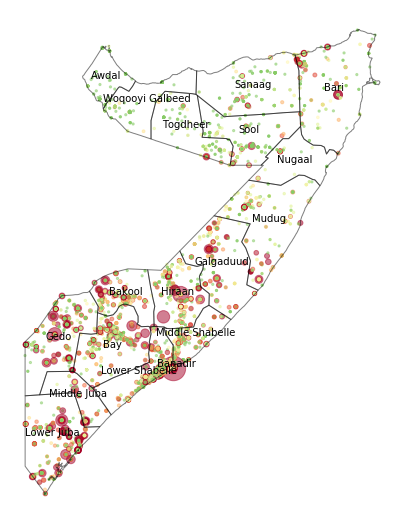 Awdal
Woqooyi Galbeed
Togdheer
Sanaag
Bari
Sool
Nugaal
Mudug
Galgaduud
Hiraan
Bakool
Gedo
Bay
Middle Shabelle
Banadir
Lower Shabelle
Middle Juba
Lower Juba